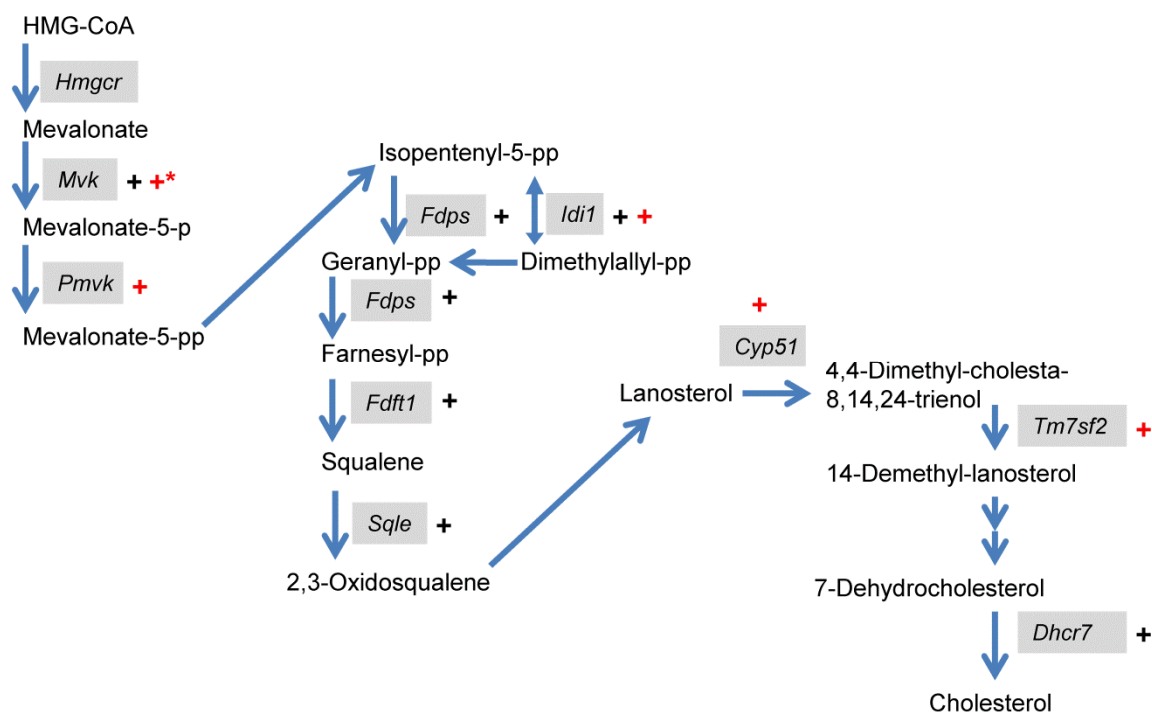 HMG-CoA
Hmgcr
Mevalonate
Mvk + +*
Mevalonate-5-p
Pmvk +
Mevalonate-5-pp
Isopentenyl-5-pp
Fdps + Idi1 + +
Geranyl-pp Dimethylallyl-pp
Fdps +
Farnesyl-pp
Fdft1 +
Squalene
Sqle +
2,3-Oxidosqualene
+
Cyp51
Lanosterol
4,4-Dimethyl-cholesta-
8,14,24-trienol
Tm7sf2 +
14-Demethyl-lanosterol
7-Dehydrocholesterol
Dhcr7 +
Cholesterol